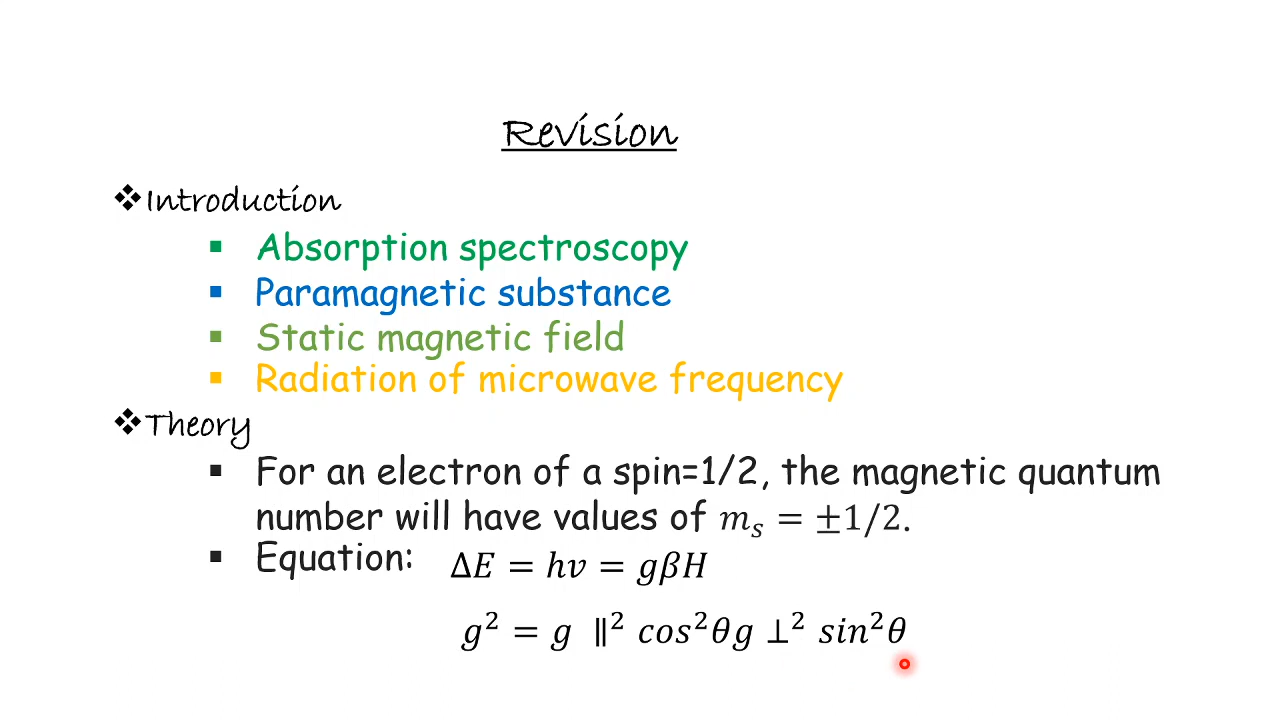 Revision
❖Introduction
▪ Absorption spectroscopy
▪ Paramagnetic substance
▪ Static magnetic field
▪ Radiation of microwave frequency
❖Theory
▪ For an electron of a spin=1/2, the magnetic quantum
number will have values of 𝑚ₛ = ±1/2.
▪ Equation: Δ𝐸 = ℎ𝑣 = 𝑔𝛽𝐻
𝑔² = 𝑔 ∥² 𝑐𝑜𝑠²𝜃𝑔 ⊥² 𝑠𝑖𝑛²𝜃